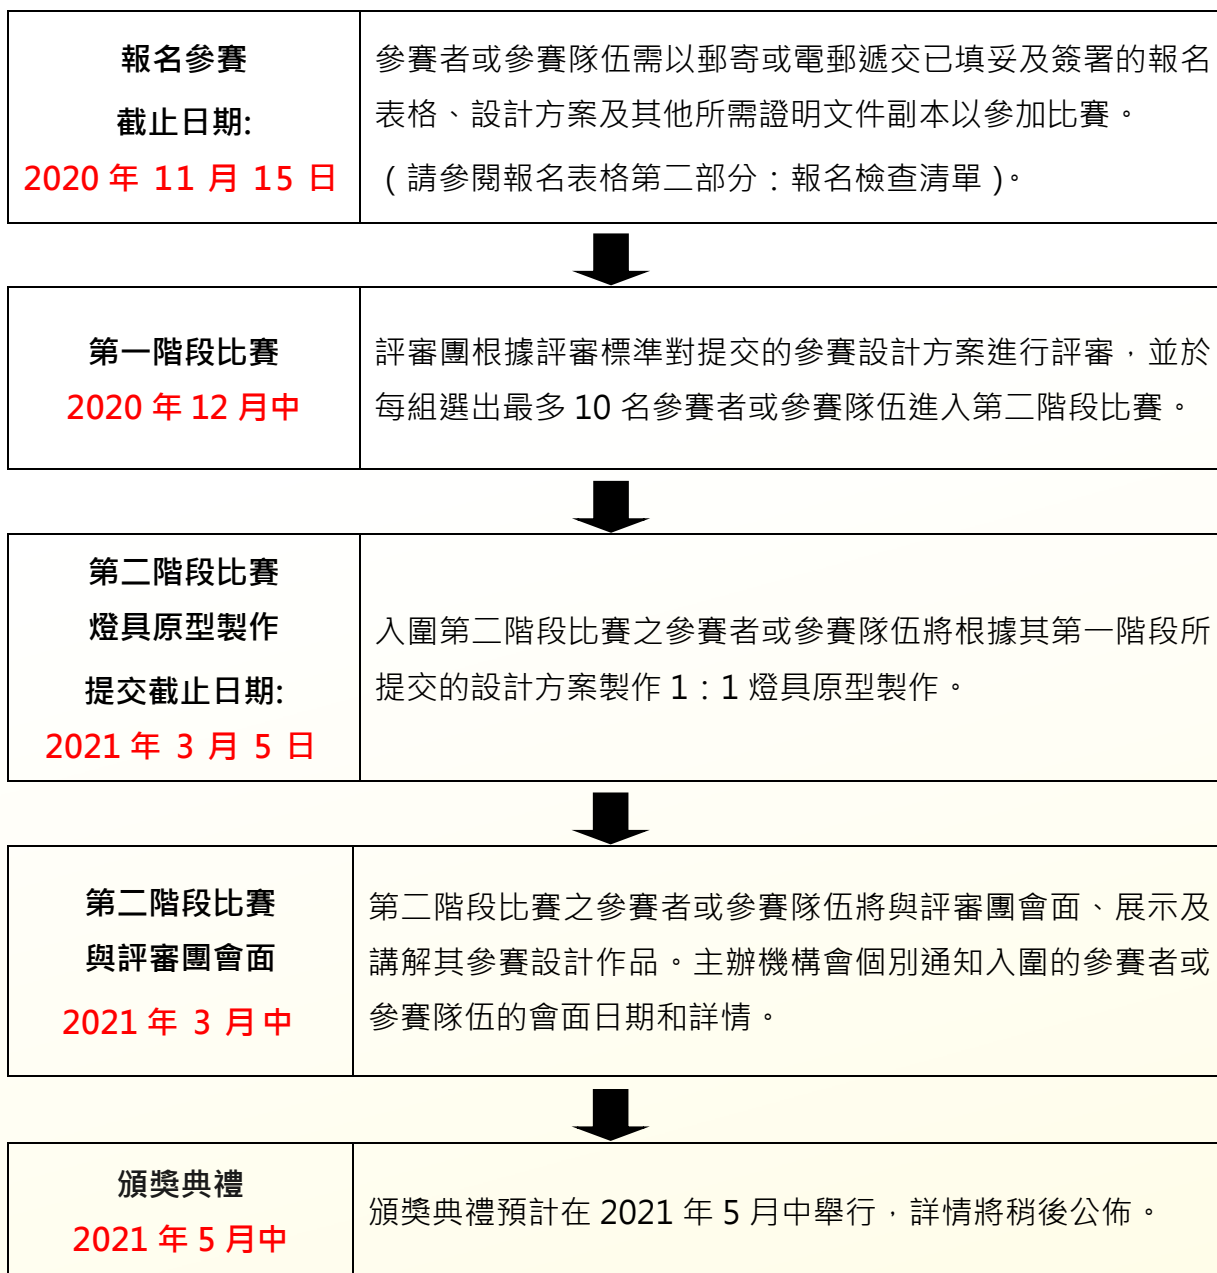 報名參賽
截止日期:
2020 年 11 月 15 日
參賽者或參賽隊伍需以郵寄或電郵遞交已填妥及簽署的報名
表格、設計方案及其他所需證明文件副本以參加比賽。
(請參閱報名表格第二部分：報名檢查清單)。
第一階段比賽
2020 年 12 月中
評審團根據評審標準對提交的參賽設計方案進行評審，並於
每組選出最多 10 名參賽者或參賽隊伍進入第二階段比賽。
第二階段比賽
燈具原型製作
提交截止日期:
2021 年 3 月 5 日
入圍第二階段比賽之參賽者或參賽隊伍將根據其第一階段所
提交的設計方案製作 1：1 燈具原型製作。
第二階段比賽
與評審團會面
2021 年 3 月中
第二階段比賽之參賽者或參賽隊伍將與評審團會面、展示及
講解其參賽設計作品。主辦機構會個別通知入圍的參賽者或
參賽隊伍的會面日期和詳情。
頒獎典禮
2021 年 5 月中
頒獎典禮預計在 2021 年 5 月中舉行，詳情將稍後公佈。